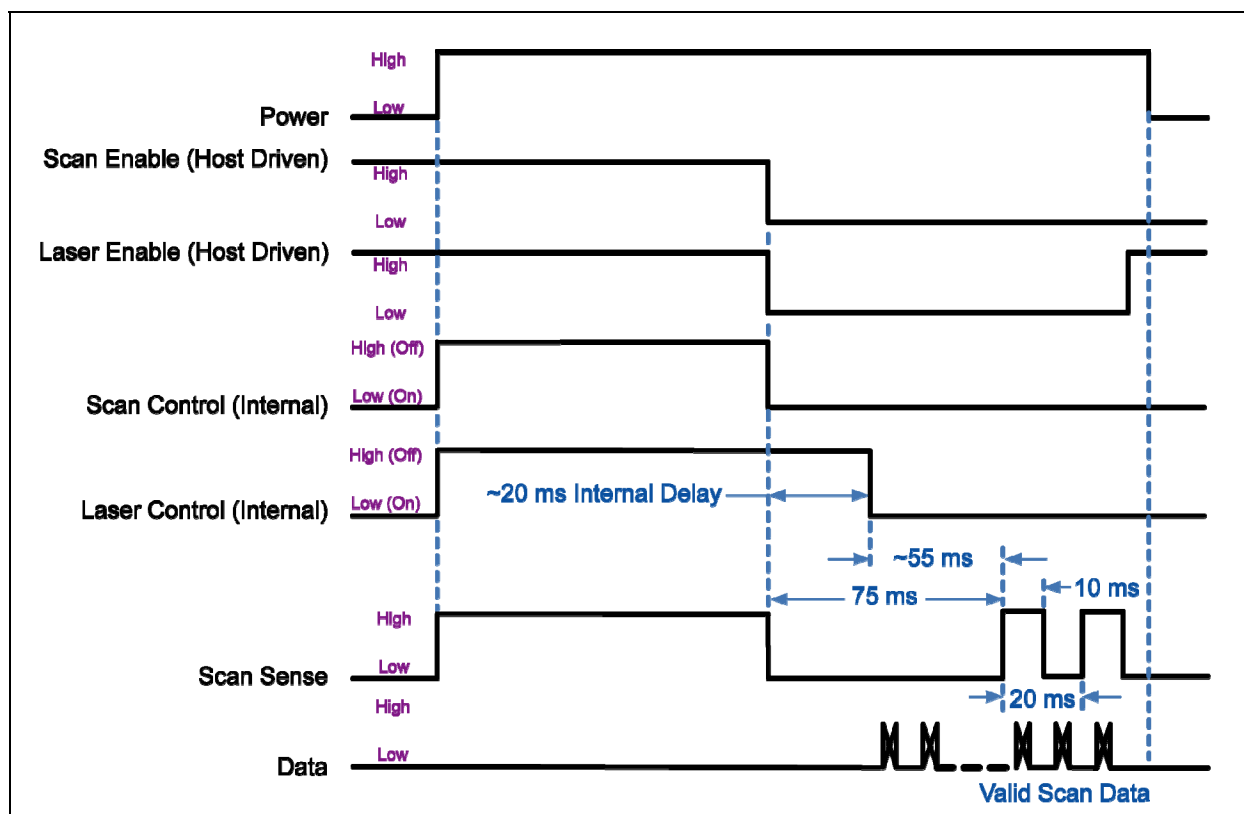 High
Low
Power
Scan Enable (Host Driven)
High
Low
Laser Enable (Host Driven)
High
Low
High (Off)
Low (On)
Scan Control (Internal)
High (Off)
~20 ms Internal Delay
Low (On)
Laser Control (Internal)
~55 ms
10 ms
75 ms
High
Low
Scan Sense
20 ms
High
Low
Data
Valid Scan Data